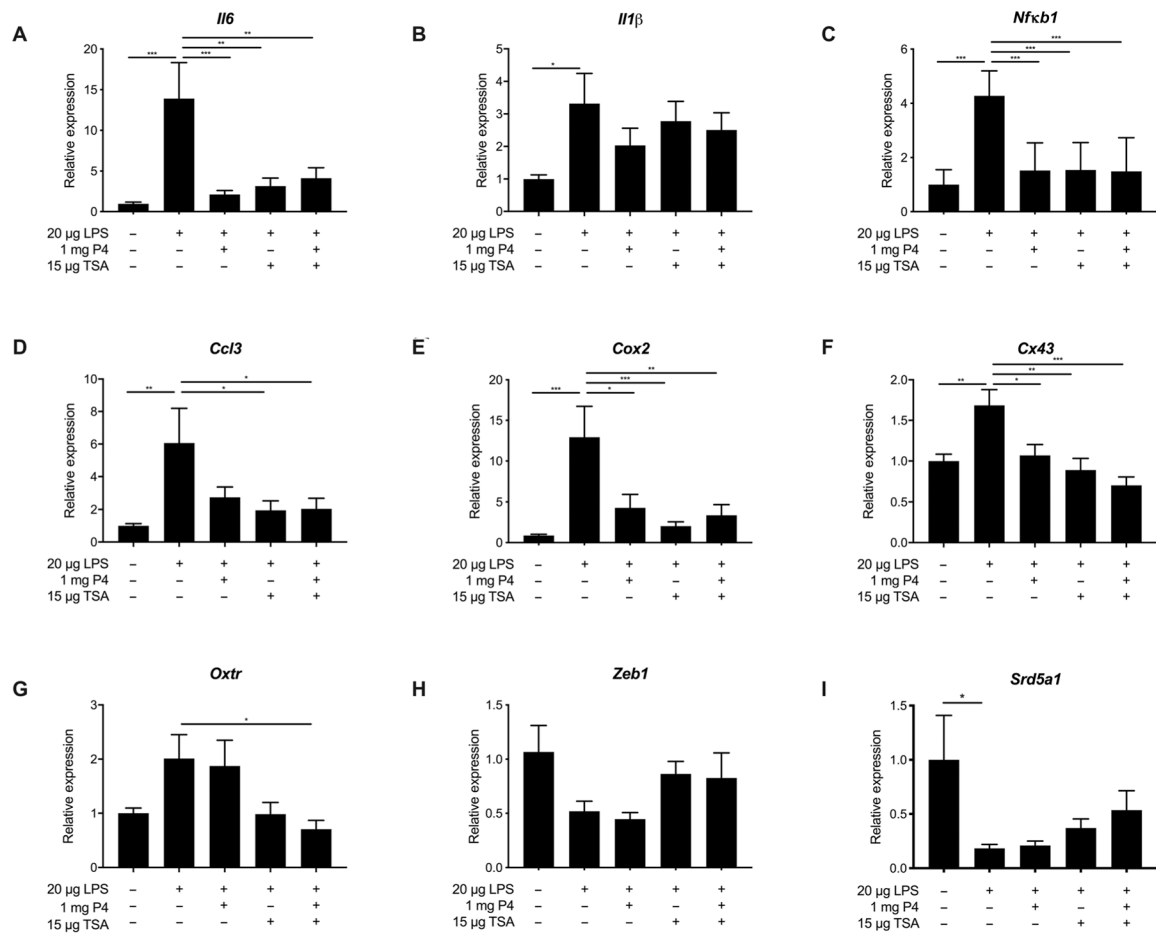 A
Il6
Relative expression
20
15
10
5
0
***
***
**
**
20 µg LPS – + + + +
1 mg P4 – – + – +
15 µg TSA – – – + +
B
Il1β
Relative expression
5
4
3
2
1
0
*
20 µg LPS – + + + +
1 mg P4 – – + – +
15 µg TSA – – – + +
C
Nfκb1
Relative expression
6
4
2
0
***
***
***
***
20 µg LPS – + + + +
1 mg P4 – – + – +
15 µg TSA – – – + +
D
Ccl3
Relative expression
10
8
6
4
2
0
**
*
*
20 µg LPS – + + + +
1 mg P4 – – + – +
15 µg TSA – – – + +
E
Cox2
Relative expression
20
15
10
5
0
***
*
***
**
20 µg LPS – + + + +
1 mg P4 – – + – +
15 µg TSA – – – + +
F
Cx43
Relative expression
2.0
1.5
1.0
0.5
0.0
**
*
**
***
20 µg LPS – + + + +
1 mg P4 – – + – +
15 µg TSA – – – + +
G
Oxtr
Relative expression
3
2
1
0
*
20 µg LPS – + + + +
1 mg P4 – – + – +
15 µg TSA – – – + +
H
Zeb1
Relative expression
1.5
1.0
0.5
0.0
20 µg LPS – + + + +
1 mg P4 – – + – +
15 µg TSA – – – + +
I
Srd5a1
Relative expression
1.5
1.0
0.5
0.0
*
20 µg LPS – + + + +
1 mg P4 – – + – +
15 µg TSA – – – + +